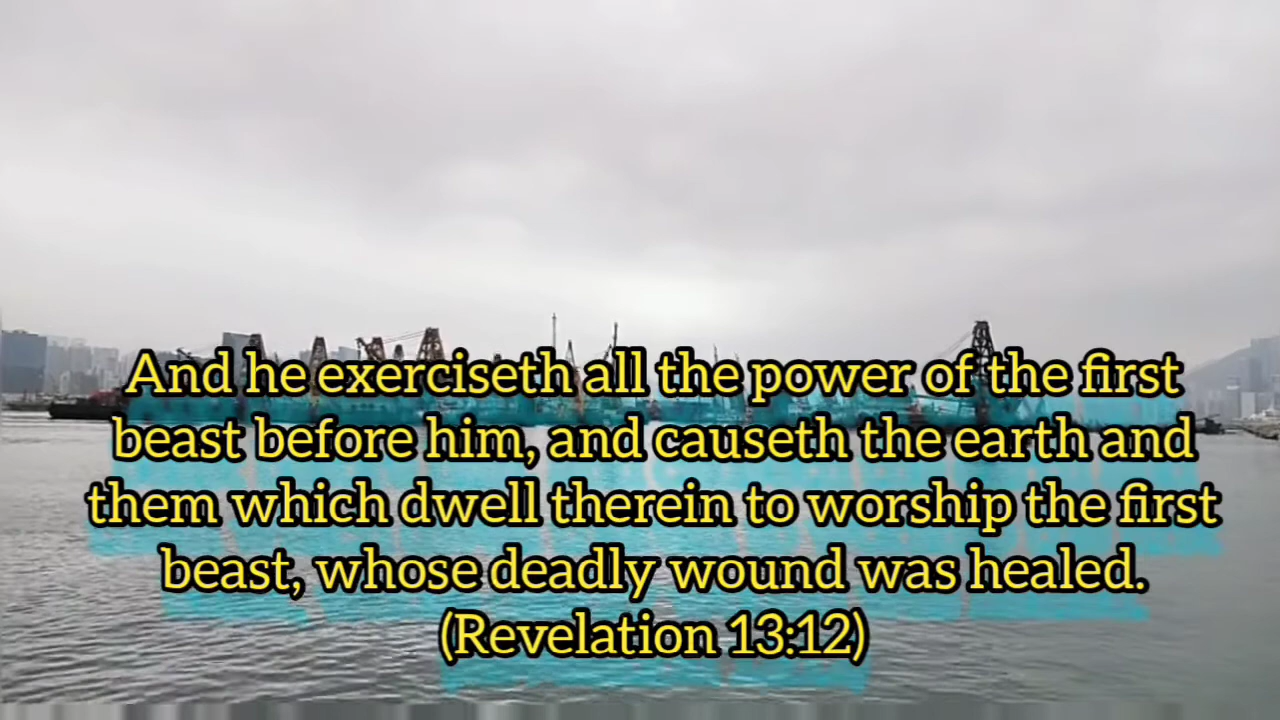 And he exerciseth all the power of the first
beast before him, and causeth the earth and
them which dwell therein to worship the first
beast, whose deadly wound was healed.
(Revelation 13:12)